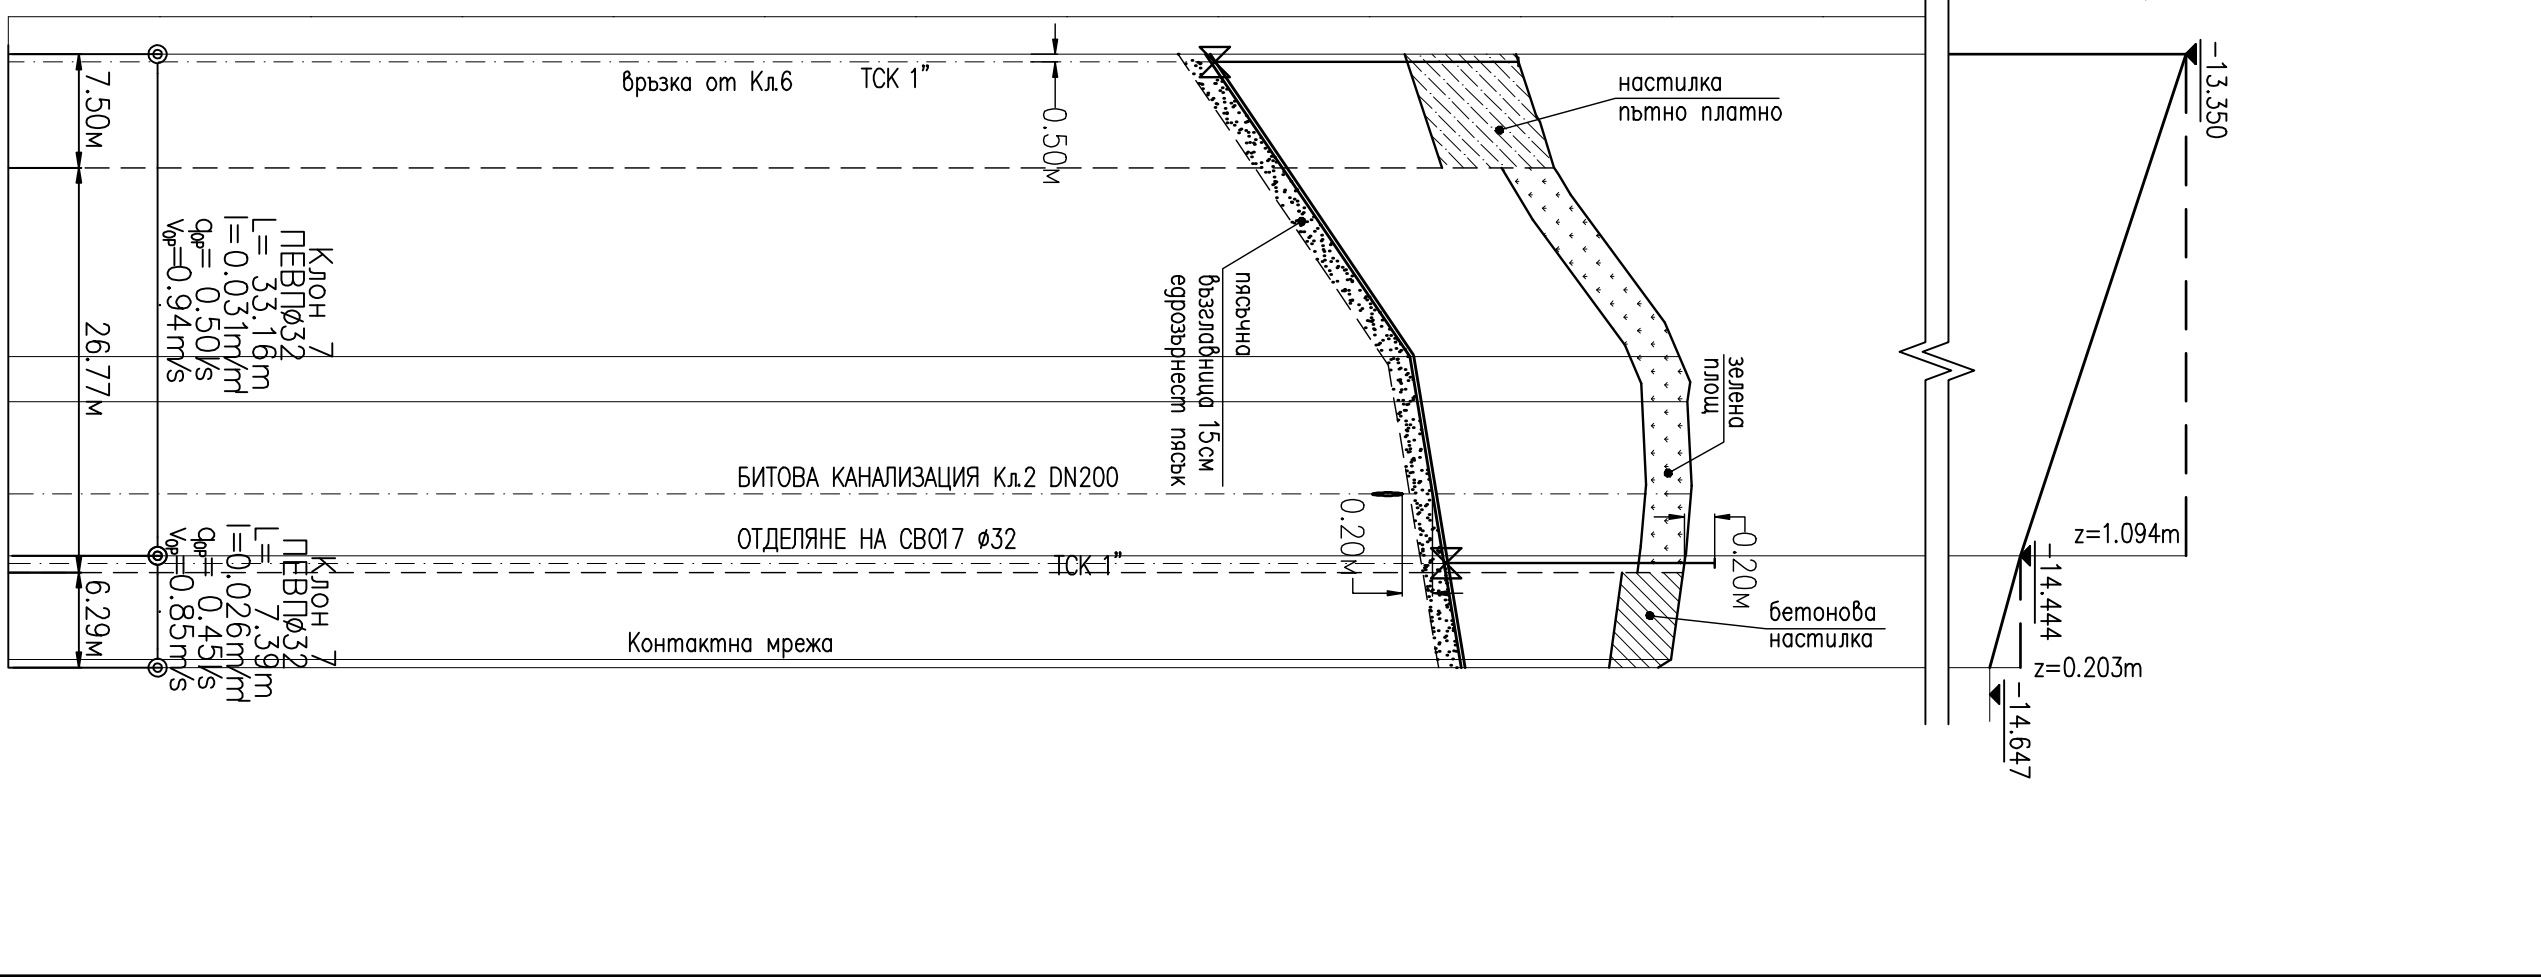 7.50м
26.77м
6.29м
Клон 7
ПЕВПø32
L= 33.16m
I=0.031m/m
qор= 0.50l/s
vор=0.94m/s
Клон 7
ПЕВПø32
L= 7.39m
I=0.026m/m
qор= 0.45l/s
vор=0.85m/s
връзка от Кл.6
ТСК 1"
0.50м
настилка
пътно платно
пясъчна
възглавница 15см
едрозърнест пясък
зелена
площ
БИТОВА КАНАЛИЗАЦИЯ Кл.2 DN200
ОТДЕЛЯНЕ НА СВО17 ø32
ТСК 1"
0.20м
0.20м
бетонова
настилка
Контактна мрежа
-13.350
z=1.094m
-14.444
z=0.203m
-14.647